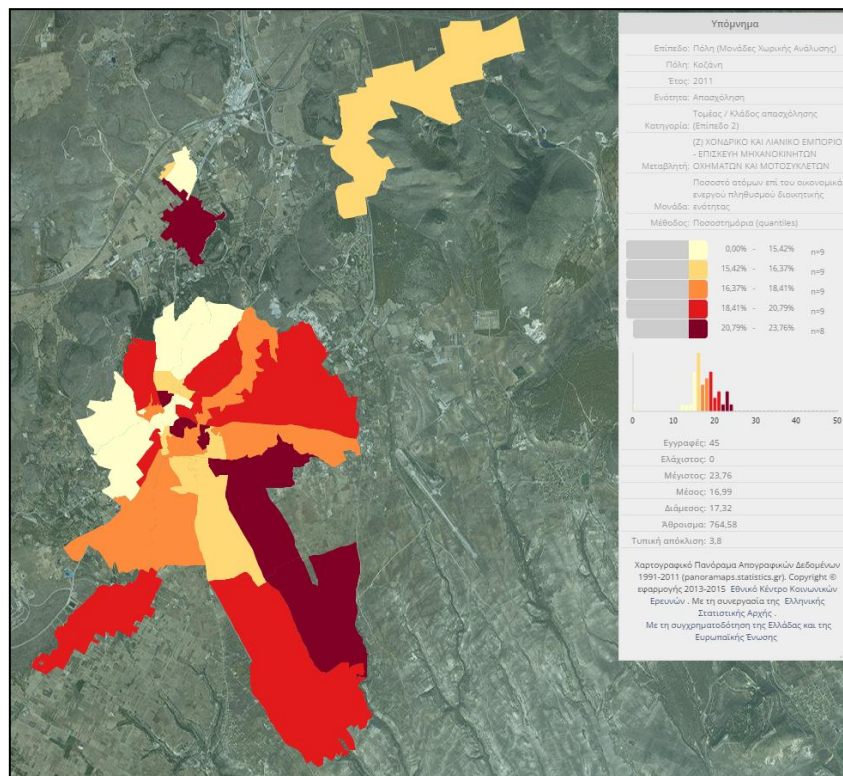 Υπόμνημα
Επίπεδο: Πόλη (Μονάδες Χωρικής Ανάλυσης)
Πόλη: Κοζάνη
Έτος: 2011
Ενότητα: Απασχόληση
Τομέας / Κλάδος απασχόλησης
Κατηγορία: (Επίπεδο 2)
(Ζ) ΧΟΝΔΡΙΚΟ ΚΑΙ ΛΙΑΝΙΚΟ ΕΜΠΟΡΙΟ
- ΕΠΙΣΚΕΥΗ ΜΗΧΑΝΟΚΙΝΗΤΩΝ
Μεταβλητή: ΟΧΗΜΑΤΩΝ ΚΑΙ ΜΟΤΟΣΥΚΛΕΤΩΝ
Ποσοστό ατόμων επί του οικονομικά
ενεργού πληθυσμού διοικητικής
Μονάδα: ενότητας
Μέθοδος: Ποσοστημόρια (quantiles)
0,00% - 15,42% n=9
15,42% - 16,37% n=9
16,37% - 18,41% n=9
18,41% - 20,79% n=9
20,79% - 23,76% n=8
0 10 20 30 40 50
Εγγραφές: 45
Ελάχιστος: 0
Μέγιστος: 23,76
Μέσος: 16,99
Διάμεσος: 17,32
Άθροισμα: 764,58
Τυπική απόκλιση: 3,8
Χαρτογραφικό Πανόραμα Απογραφικών Δεδομένων
1991-2011 (panoramaps.statistics.gr). Copyright ©
εφαρμογής 2013-2015 Εθνικό Κέντρο Κοινωνικών
Ερευνών . Με τη συνεργασία της Ελληνικής
Στατιστικής Αρχής .
Με τη συγχρηματοδότηση της Ελλάδας και της
Ευρωπαϊκής Ένωσης